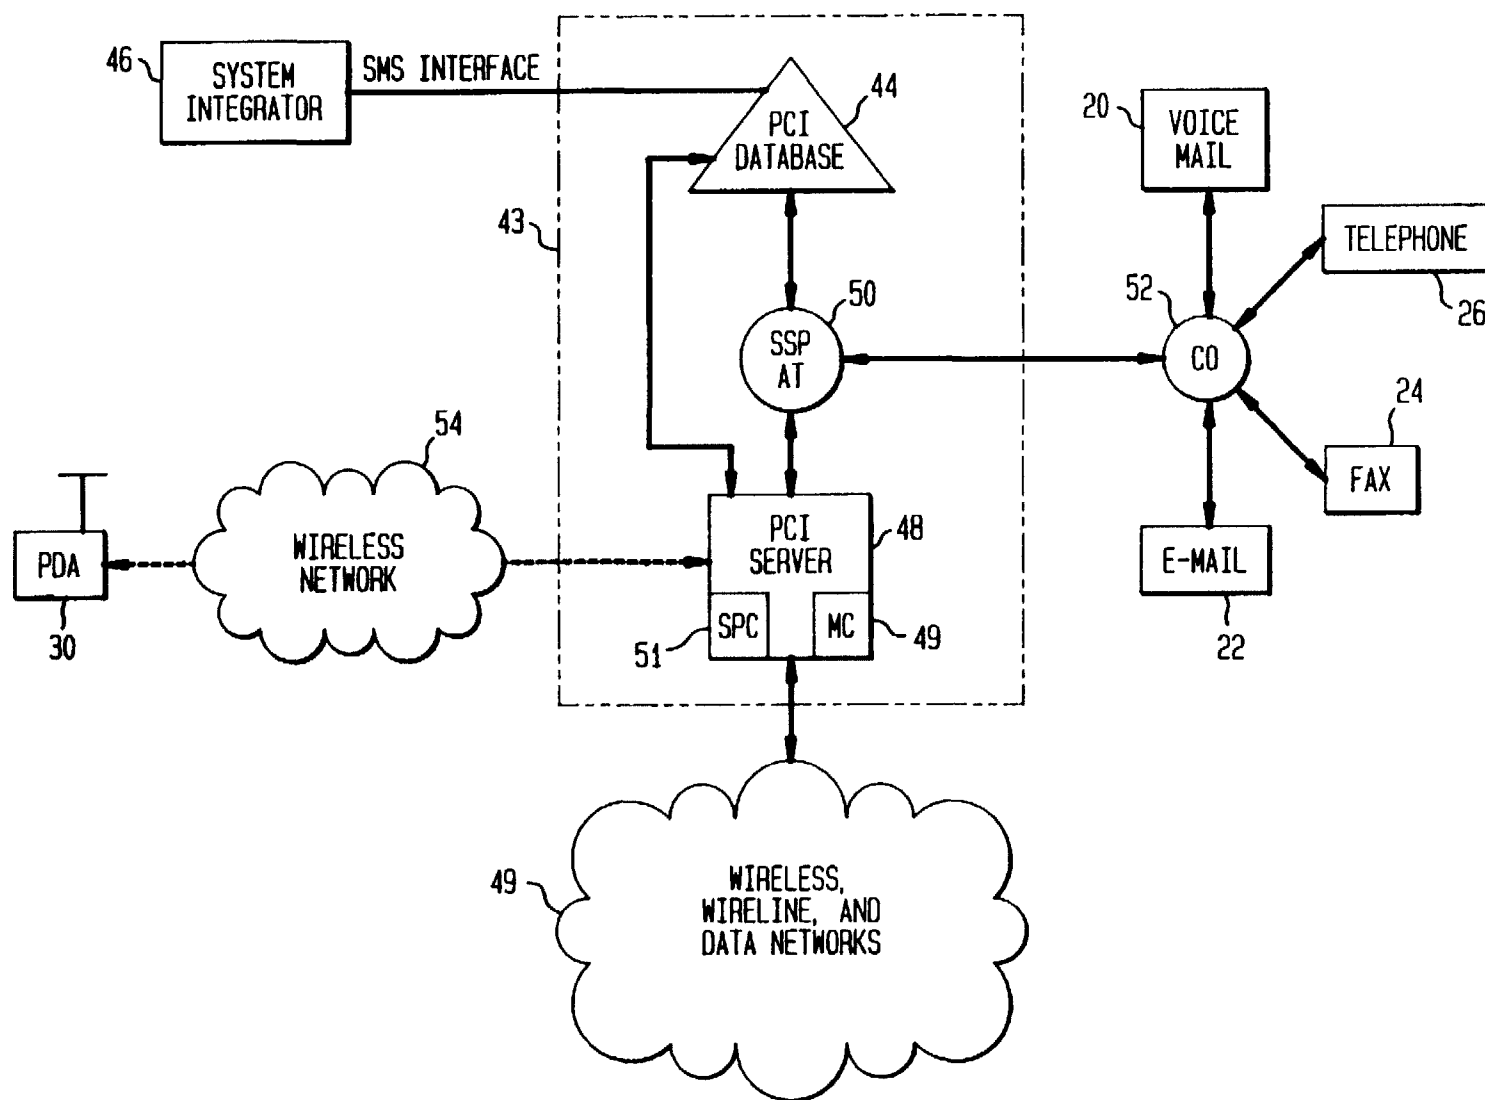 46
SYSTEM
INTEGRATOR
SMS INTERFACE
44
PCI
DATABASE
20
VOICE
MAIL
43
TELEPHONE
26
50
SSP
AT
52
CO
24
FAX
54
WIRELESS
NETWORK
PDA
30
PCI
SERVER
48
SPC
MC
51
49
E-MAIL
22
49
WIRELESS,
WIRELINE, AND
DATA NETWORKS